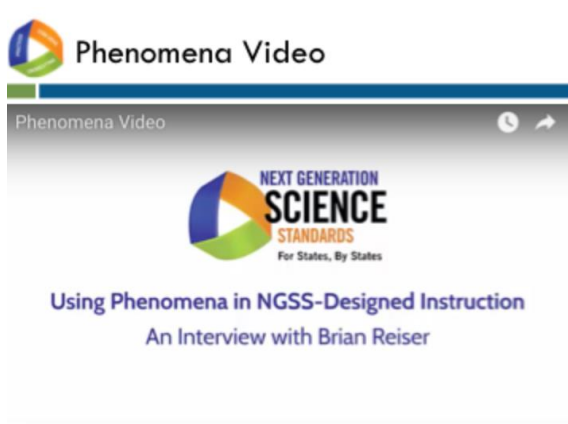 Phenomena Video
Phenomena Video
NEXT GENERATION
SCIENCE
STANDARDS
For States, By States
Using Phenomena in NGSS-Designed Instruction
An Interview with Brian Reiser